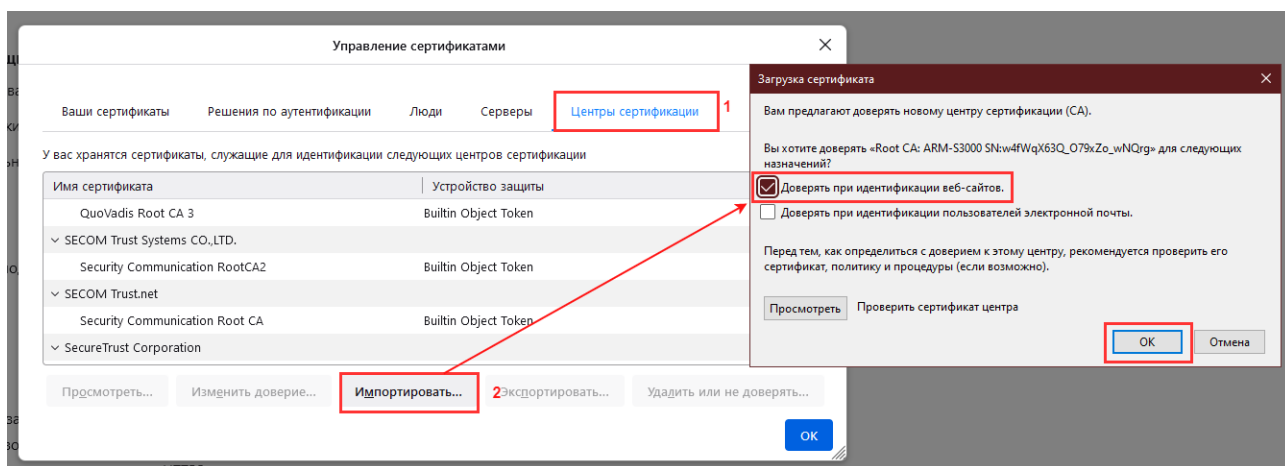 Управление сертификатами
Ваши сертификаты
Решения по аутентификации
Люди
Серверы
Центры сертификации
1
У вас хранятся сертификаты, служащие для идентификации следующих центров сертификации
Имя сертификата
Устройство защиты
QuoVadis Root CA 3
Builtin Object Token
SECOM Trust Systems CO.,LTD.
Security Communication RootCA2
Builtin Object Token
SECOM Trust.net
Security Communication Root CA
Builtin Object Token
SecureTrust Corporation
Просмотреть...
Изменить доверие...
Импортировать...
2
Экспортировать...
Удалить или не доверять...
ОК
Загрузка сертификата
Вам предлагают доверять новому центру сертификации (CA).
Вы хотите доверять «Root CA: ARM-S3000 SN:w4fWqX63Q_O79xZo_wNQrg» для следующих
назначений?
Доверять при идентификации веб-сайтов.
Доверять при идентификации пользователей электронной почты.
Перед тем, как определиться с доверием к этому центру, рекомендуется проверить его
сертификат, политику и процедуры (если возможно).
Просмотреть
Проверить сертификат центра
ОК
Отмена